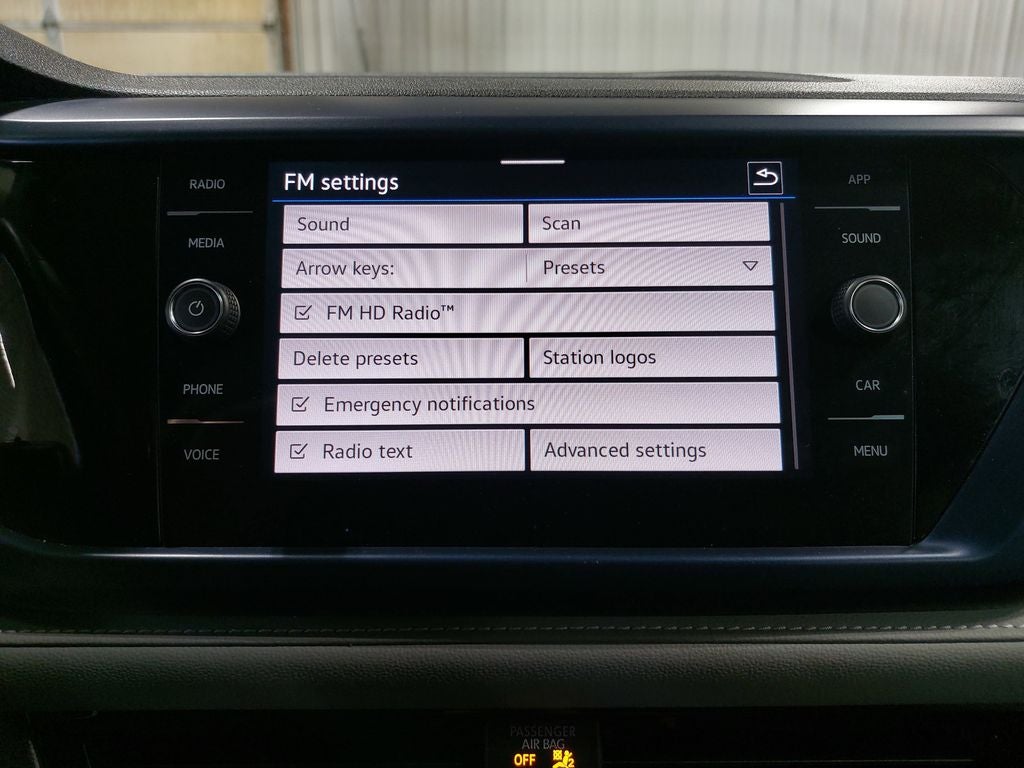 RADIO
MEDIA
PHONE
VOICE
FM settings
Sound
Scan
Arrow keys:
Presets
FM HD Radio™
Delete presets
Station logos
Emergency notifications
Radio text
Advanced settings
APP
SOUND
CAR
MENU
PASSENGER
AIR BAG
OFF
2